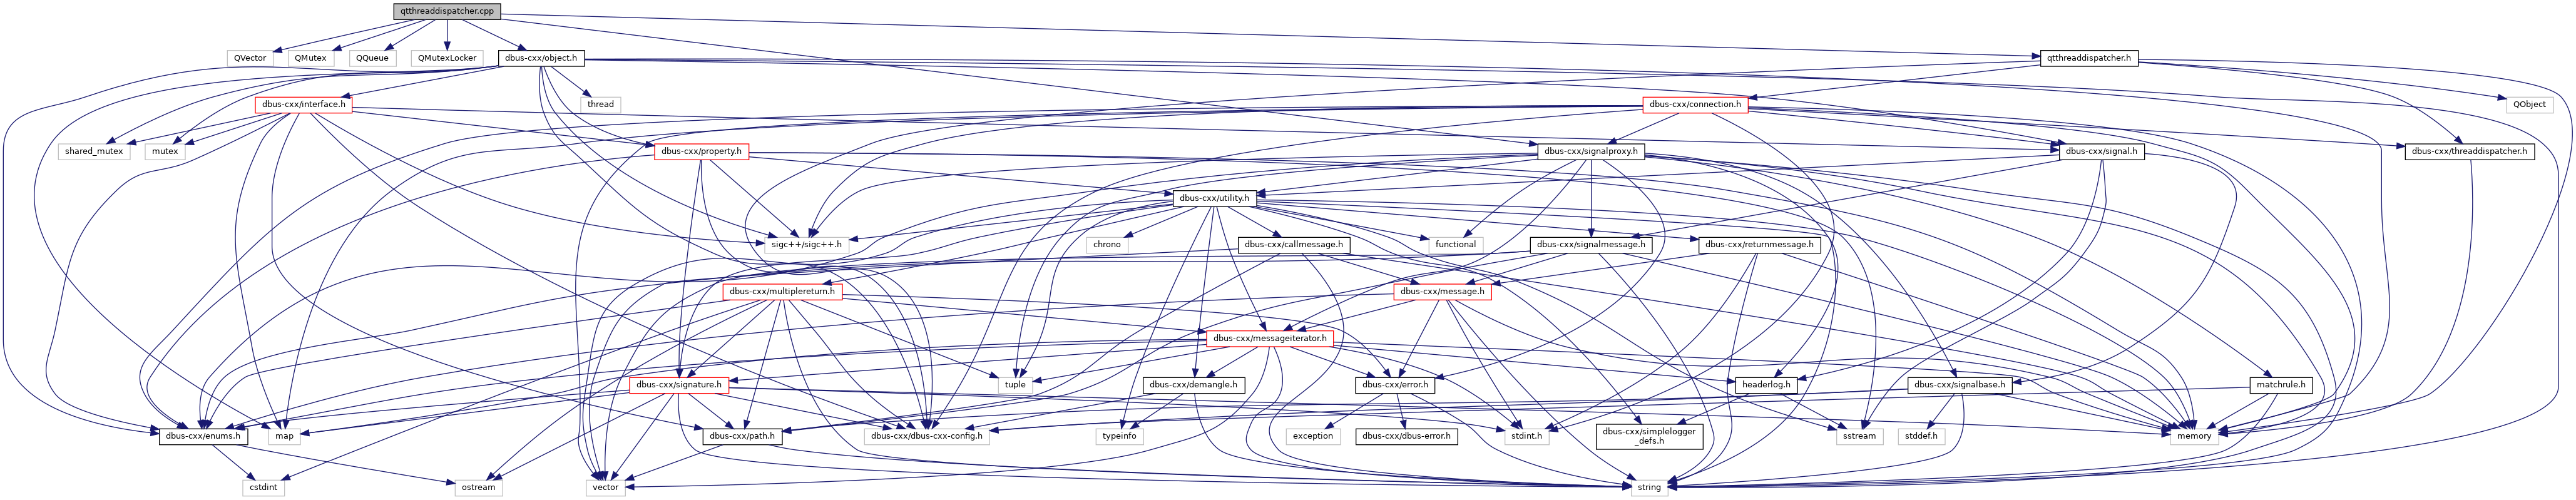 qtthreaddispatcher.cpp
QVector
QMutex
QQueue
QMutexLocker
dbus-cxx/object.h
qtthreaddispatcher.h
dbus-cxx/interface.h
thread
dbus-cxx/connection.h
QObject
shared_mutex
mutex
dbus-cxx/property.h
dbus-cxx/signalproxy.h
dbus-cxx/signal.h
dbus-cxx/threaddispatcher.h
dbus-cxx/utility.h
sigc++/sigc++.h
chrono
dbus-cxx/callmessage.h
functional
dbus-cxx/signalmessage.h
dbus-cxx/returnmessage.h
dbus-cxx/multiplereturn.h
dbus-cxx/message.h
dbus-cxx/messageiterator.h
dbus-cxx/signature.h
tuple
dbus-cxx/demangle.h
dbus-cxx/error.h
headerlog.h
dbus-cxx/signalbase.h
matchrule.h
dbus-cxx/enums.h
map
dbus-cxx/path.h
dbus-cxx/dbus-cxx-config.h
typeinfo
exception
dbus-cxx/dbus-error.h
stdint.h
dbus-cxx/simplelogger
_defs.h
sstream
stddef.h
memory
cstdint
ostream
vector
string